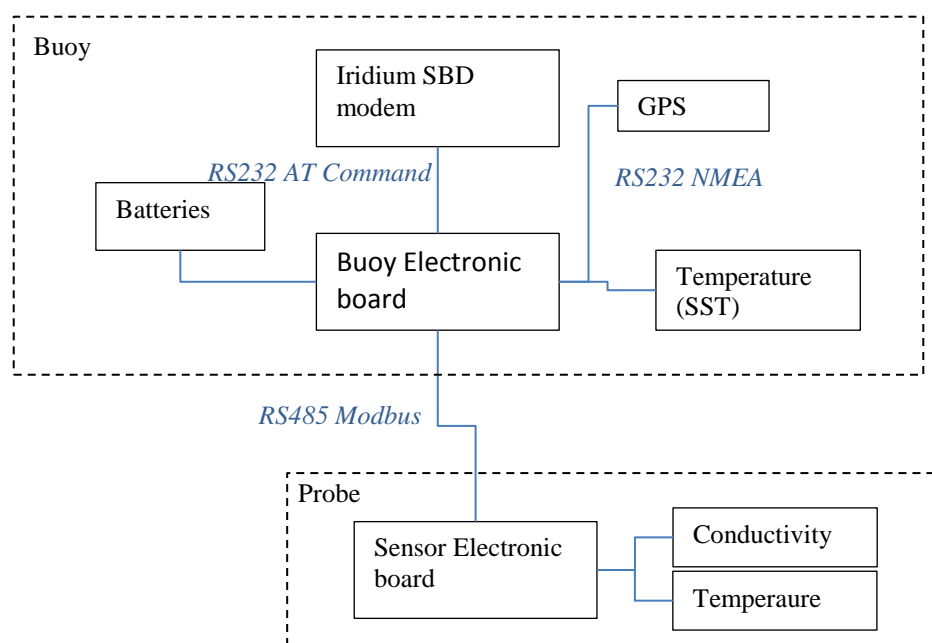 Buoy
Iridium SBD
modem
GPS
RS232 AT Command
RS232 NMEA
Batteries
Buoy Electronic
board
Temperature
(SST)
RS485 Modbus
Probe
Sensor Electronic
board
Conductivity
Temperaure